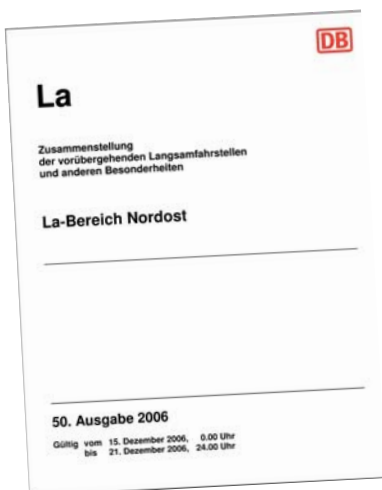 DB
La
Zusammenstellung
der vorübergehenden Langsamfahrstellen
und anderen Besonderheiten
La-Bereich Nordost
50. Ausgabe 2006
Gültig vom 15. Dezember 2006, 0.00 Uhr
bis 21. Dezember 2006, 24.00 Uhr